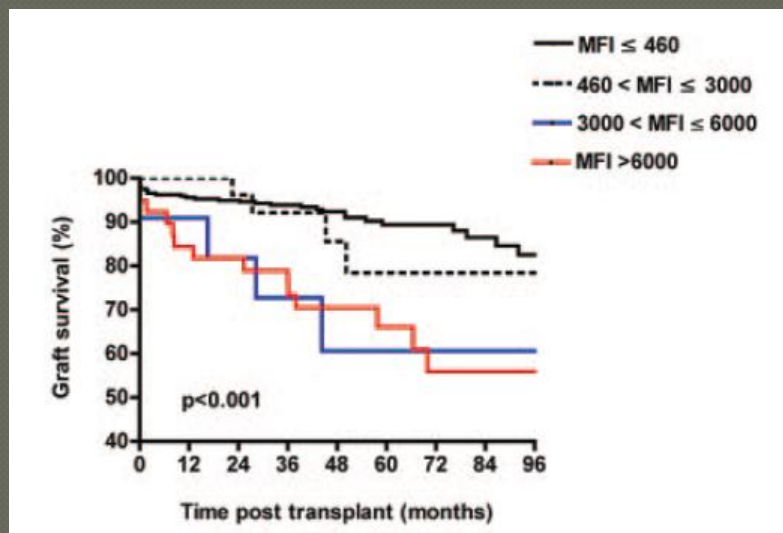 MFI ≤ 460
460 < MFI ≤ 3000
3000 < MFI ≤ 6000
MFI >6000
100
90
80
70
60
50
40
Graft survival (%)
p<0.001
0 12 24 36 48 60 72 84 96
Time post transplant (months)